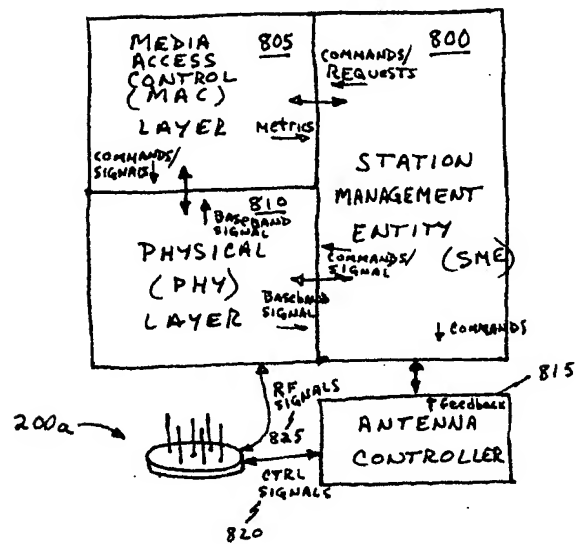 MEDIA
ACCESS
CONTROL
(MAC)
LAYER
805
800
COMMANDS/
REQUESTS
METRICS
COMMANDS/
SIGNALS
STATION
MANAGEMENT
ENTITY
(SME)
810
BASEBAND
SIGNAL
PHYSICAL
(PHY)
LAYER
COMMANDS/
SIGNAL
BASEBAND
SIGNAL
COMMANDS
815
RF
SIGNALS
825
feedback
ANTENNA
CONTROLLER
200a
CTRL
SIGNALS
820